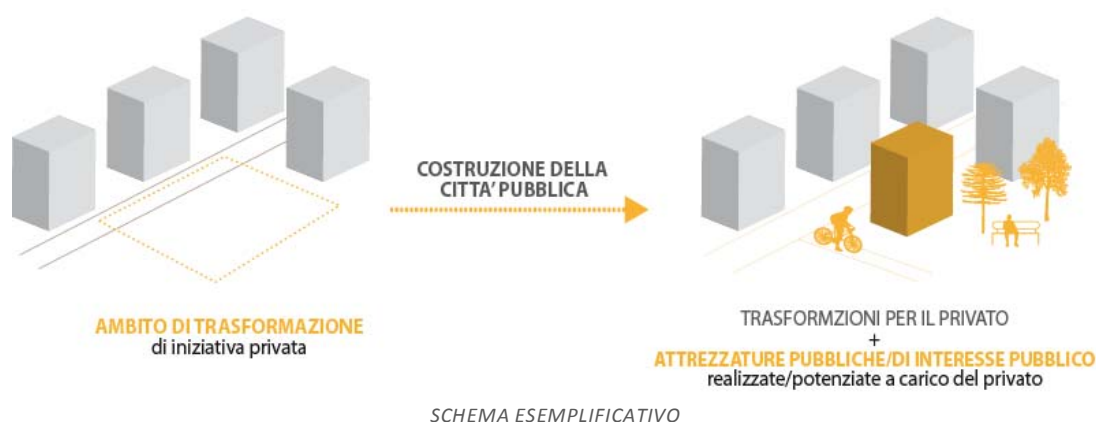 COSTRUZIONE DELLA
CITTA' PUBBLICA
AMBITO DI TRASFORMAZIONE
di iniziativa privata
TRASFORMZIONI PER IL PRIVATO
+
ATTREZZATURE PUBBLICHE/DI INTERESSE PUBBLICO
realizzate/potenziate a carico del privato
SCHEMA ESEMPLIFICATIVO